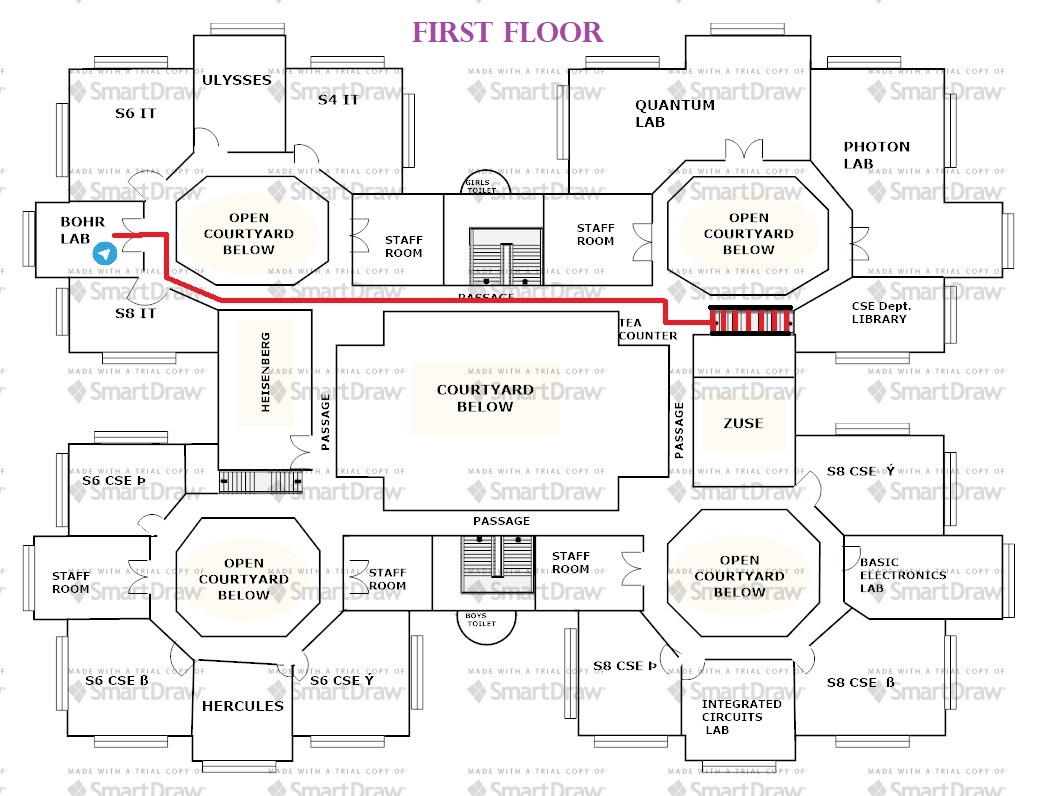 FIRST FLOOR
ULYSSES
S6 IT
S4 IT
QUANTUM
LAB
PHOTON
LAB
GIRLS
TOILET
BOHR
LAB
OPEN
COURTYARD
BELOW
STAFF
ROOM
STAFF
ROOM
OPEN
COURTYARD
BELOW
S8 IT
PASSAGE
TEA
COUNTER
CSE Dept.
LIBRARY
HEISENBERG
PASSAGE
COURTYARD
BELOW
PASSAGE
ZUSE
S6 CSE Þ
S8 CSE Ý
PASSAGE
STAFF
ROOM
OPEN
COURTYARD
BELOW
STAFF
ROOM
STAFF
ROOM
OPEN
COURTYARD
BELOW
BASIC
ELECTRONICS
LAB
BOYS
TOILET
S6 CSE ß
HERCULES
S6 CSE Ý
S8 CSE Þ
INTEGRATED
CIRCUITS
LAB
S8 CSE ß
MADE WITH A TRIAL COPY OF
SmartDraw